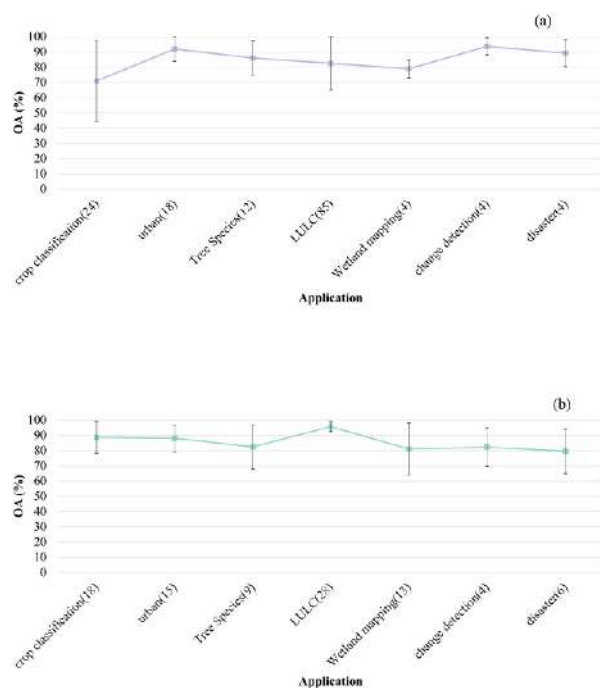 (a)
100
90
80
70
60
50
40
30
20
10
0
OA (%)
crop classification(24)
urban(18)
Tree Species(12)
LULC(85)
Wetland mapping(4)
change detection(4)
disaster(4)
Application
(b)
100
90
80
70
60
50
40
30
20
10
0
OA (%)
crop classification(18)
urban(15)
Tree Species(9)
LULC(28)
Wetland mapping(13)
change detection(4)
disaster(6)
Application